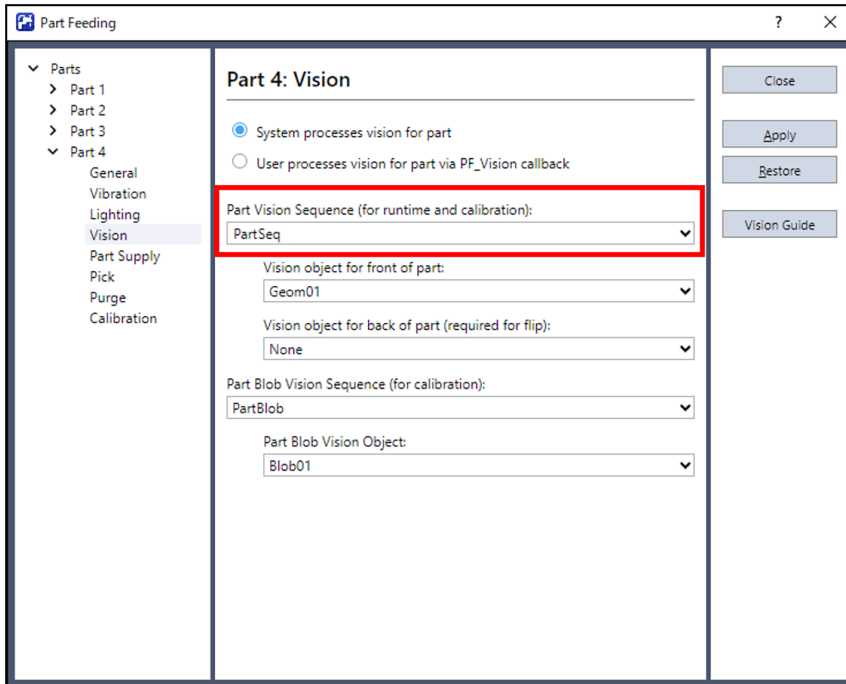 Part Feeding
?
Parts
Part 1
Part 2
Part 3
Part 4
General
Vibration
Lighting
Vision
Part Supply
Pick
Purge
Calibration
Part 4: Vision
System processes vision for part
User processes vision for part via PF_Vision callback
Part Vision Sequence (for runtime and calibration):
PartSeq
Vision object for front of part:
Geom01
Vision object for back of part (required for flip):
None
Part Blob Vision Sequence (for calibration):
PartBlob
Part Blob Vision Object:
Blob01
Close
Apply
Restore
Vision Guide